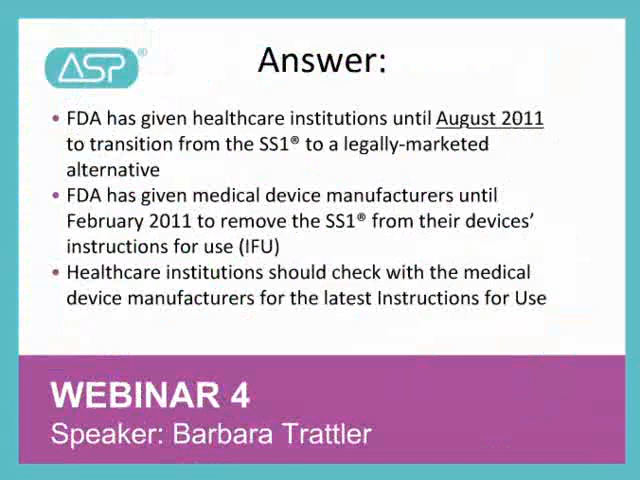 ASP®
Answer:
• FDA has given healthcare institutions until August 2011
to transition from the SS1® to a legally-marketed
alternative
• FDA has given medical device manufacturers until
February 2011 to remove the SS1® from their devices’
instructions for use (IFU)
• Healthcare institutions should check with the medical
device manufacturers for the latest Instructions for Use
WEBINAR 4
Speaker: Barbara Trattler